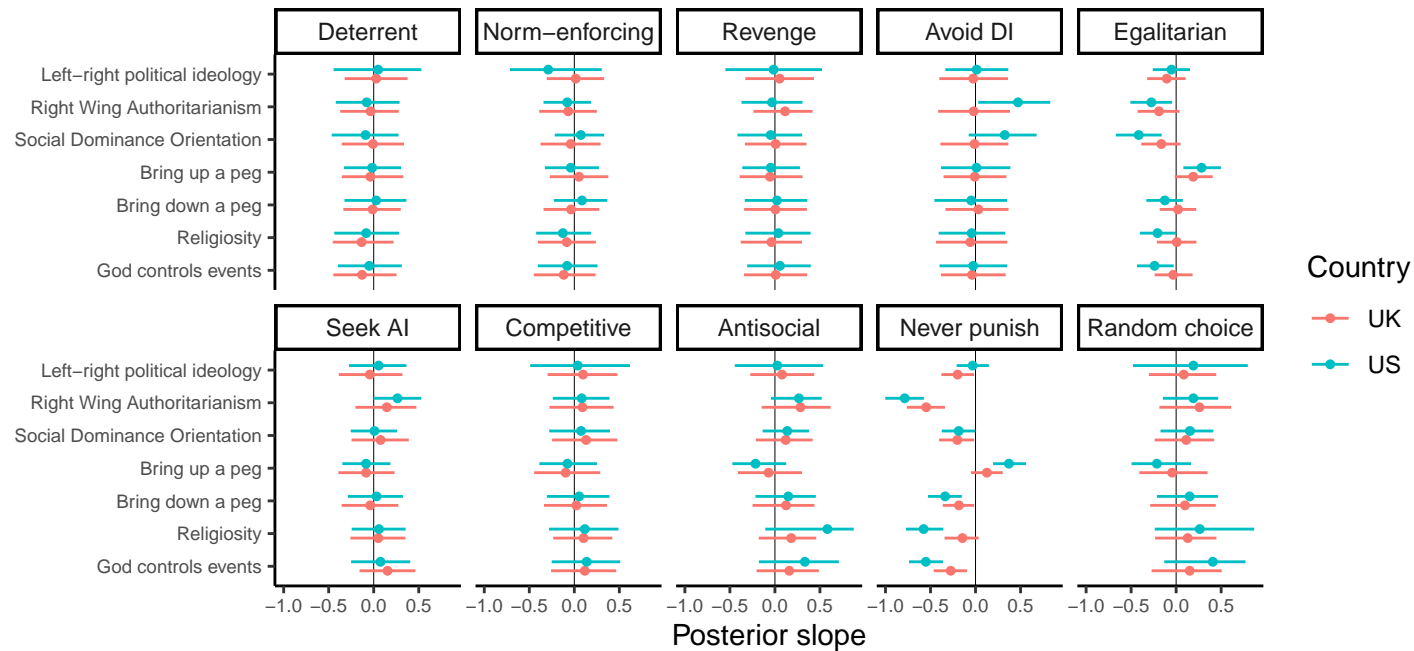 Deterrent Norm−enforcing Revenge Avoid DI Egalitarian
Left−right political ideology
Right Wing Authoritarianism
Social Dominance Orientation
Bring up a peg
Bring down a peg
Religiosity
God controls events
Seek AI Competitive Antisocial Never punish Random choice
Left−right political ideology
Right Wing Authoritarianism
Social Dominance Orientation
Bring up a peg
Bring down a peg
Religiosity
God controls events
−1.0 −0.5 0.0 0.5 −1.0 −0.5 0.0 0.5 −1.0 −0.5 0.0 0.5 −1.0 −0.5 0.0 0.5 −1.0 −0.5 0.0 0.5
Posterior slope
Country
UK
US